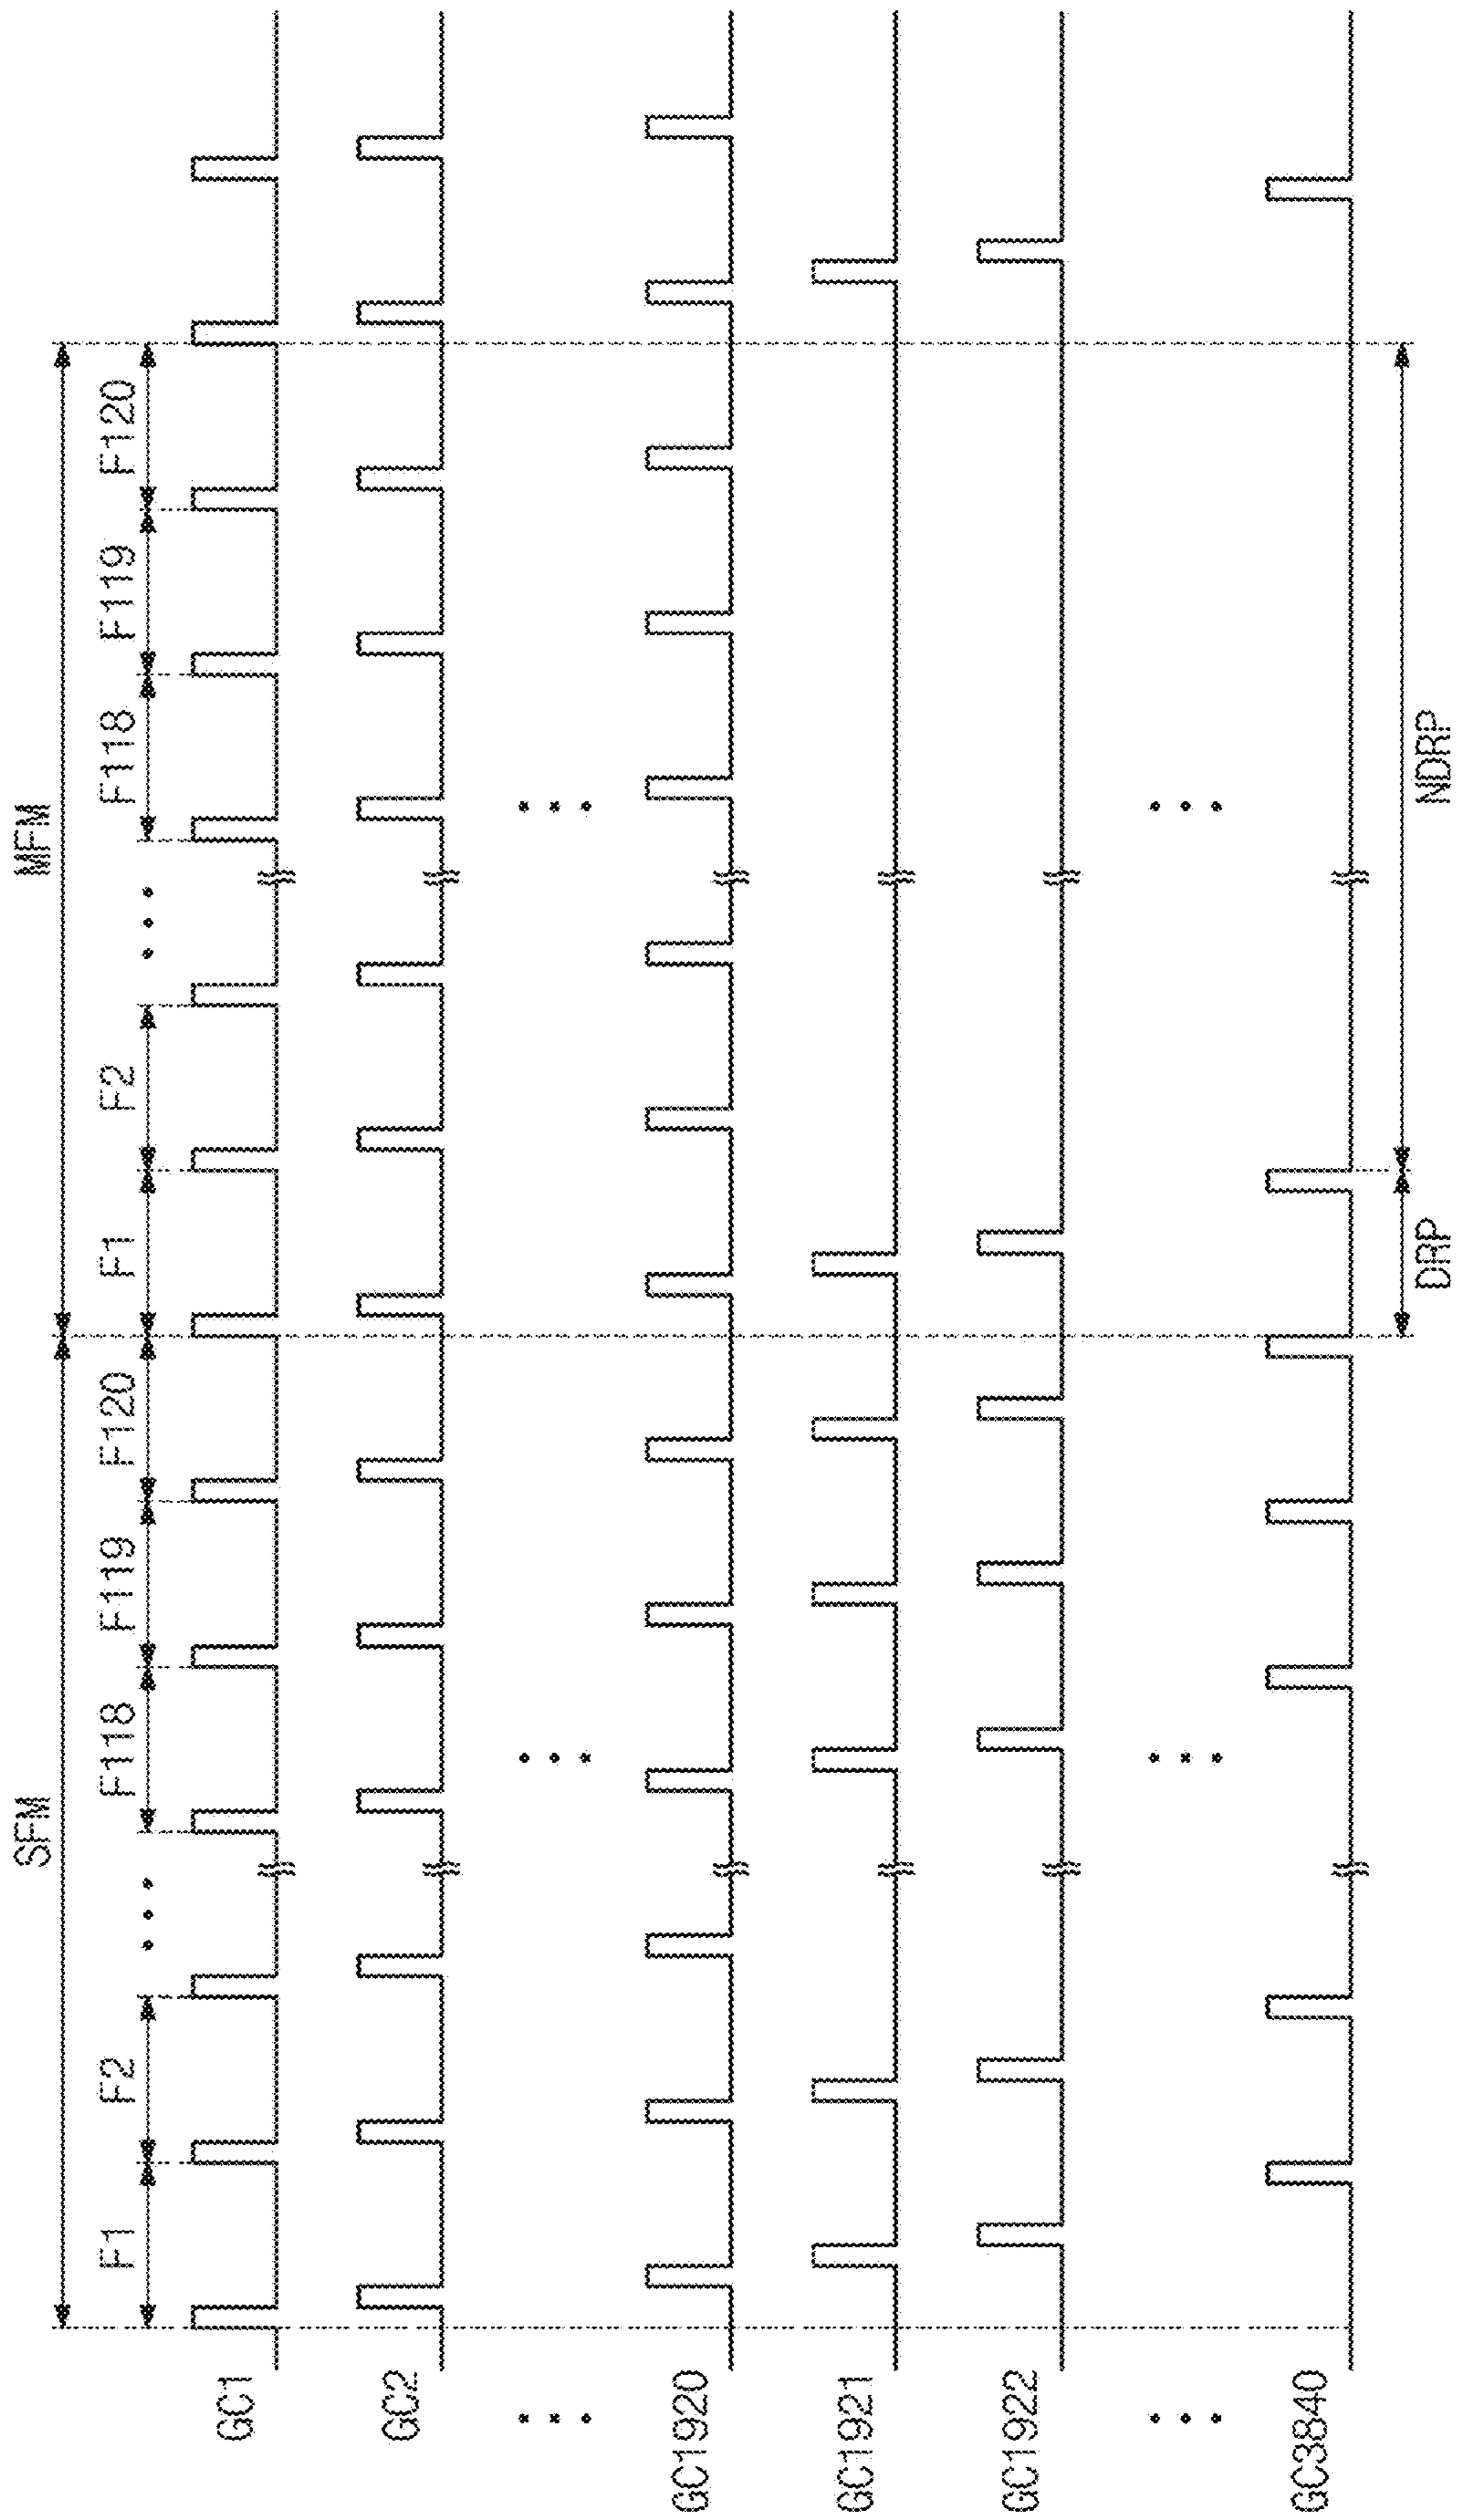 SFM MFM
F1 F2 ••• F118 F119 F120 F1 F2 ••• F118 F119 F120
GC1
GC2
•••
GC1920
GC1921
GC1922
•••
GC3840
DRP NDRP